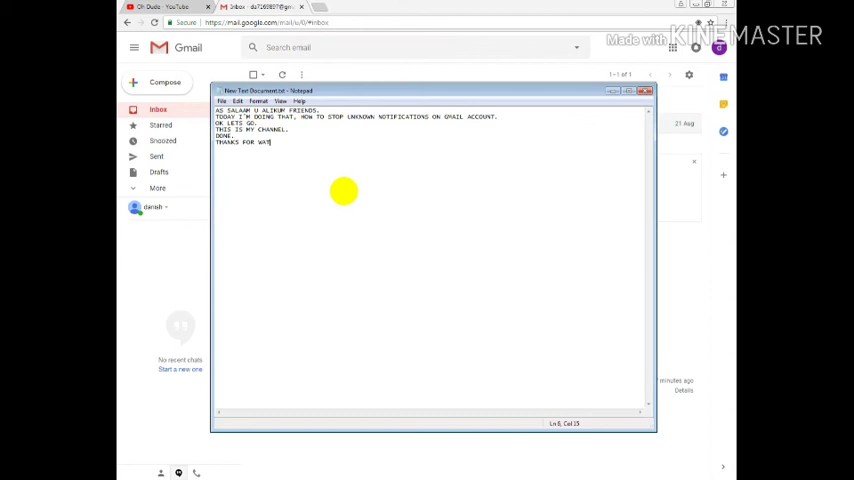 Oh Dude - YouTube
Secure
https://mail.google.com/mail/u/0/#inbox
Made with KINEMASTER
Gmail
Search email
Compose
1–1 of 1
New Text Document.txt - Notepad
File Edit Format View Help
AS SALAAM U ALIKUM FRIENDS.
TODAY I'M DOING THAT, HOW TO STOP UNKNOWN NOTIFICATIONS ON GMAIL ACCOUNT.
OK LETS GO.
THIS IS MY CHANNEL.
DONE.
THANKS FOR WAT
Inbox
Starred
Snoozed
Sent
Drafts
More
danish
d
21 Aug
No recent chats
Start a new one
minutes ago
Details
Ln 6, Col 15